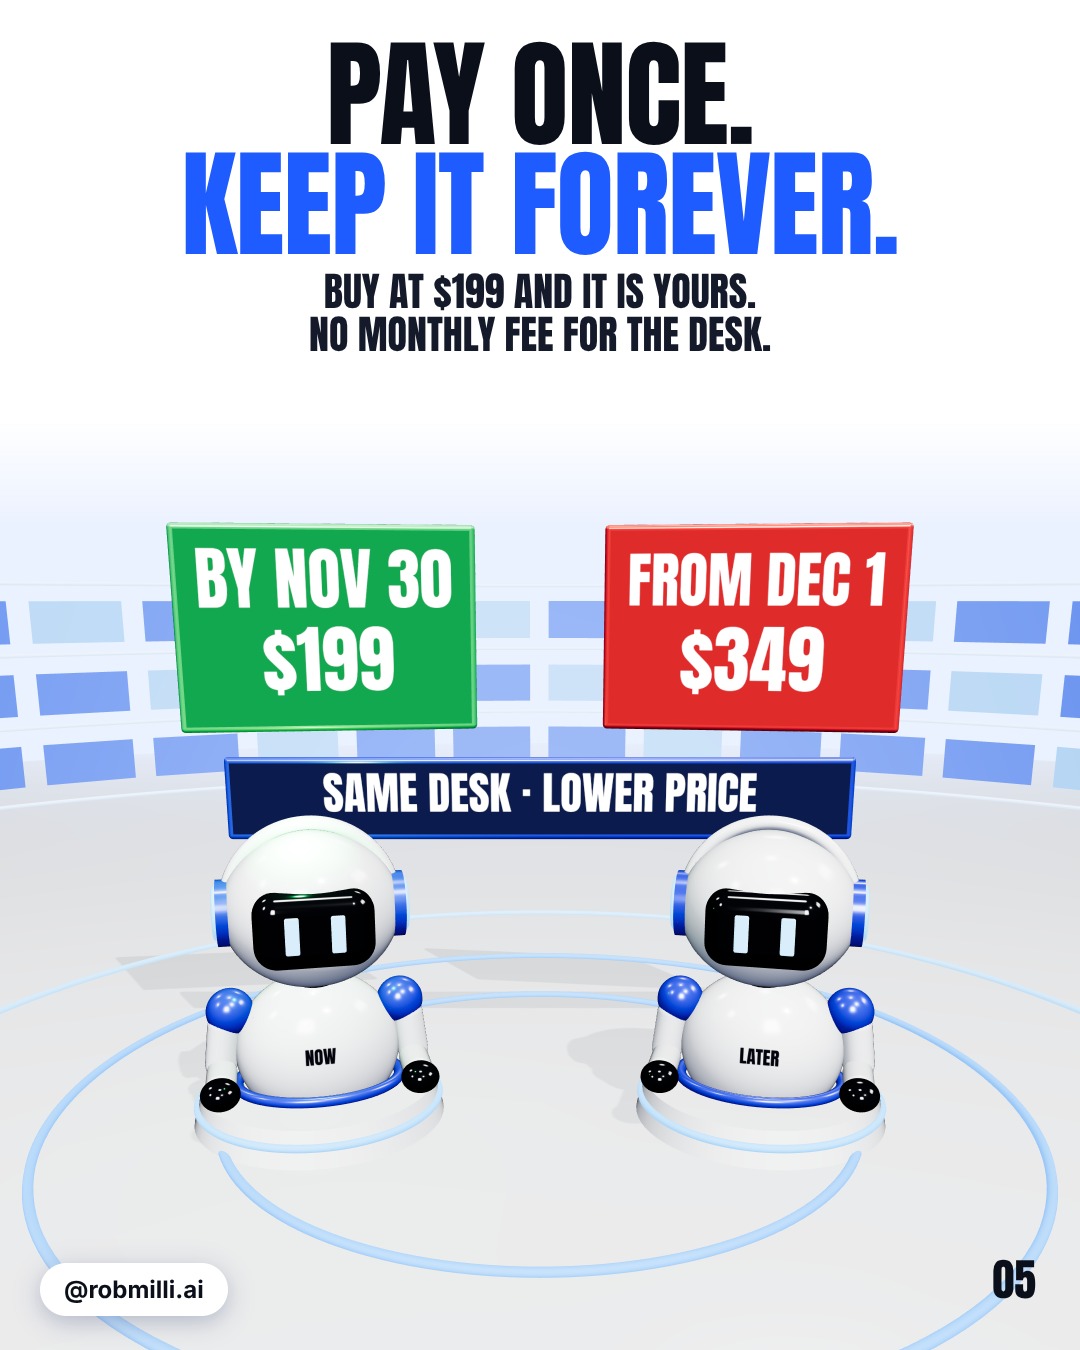 PAY ONCE.
KEEP IT FOREVER.
BUY AT $199 AND IT IS YOURS.
NO MONTHLY FEE FOR THE DESK.
BY NOV 30
$199
FROM DEC 1
$349
SAME DESK · LOWER PRICE
NOW
LATER
@robmilli.ai
05